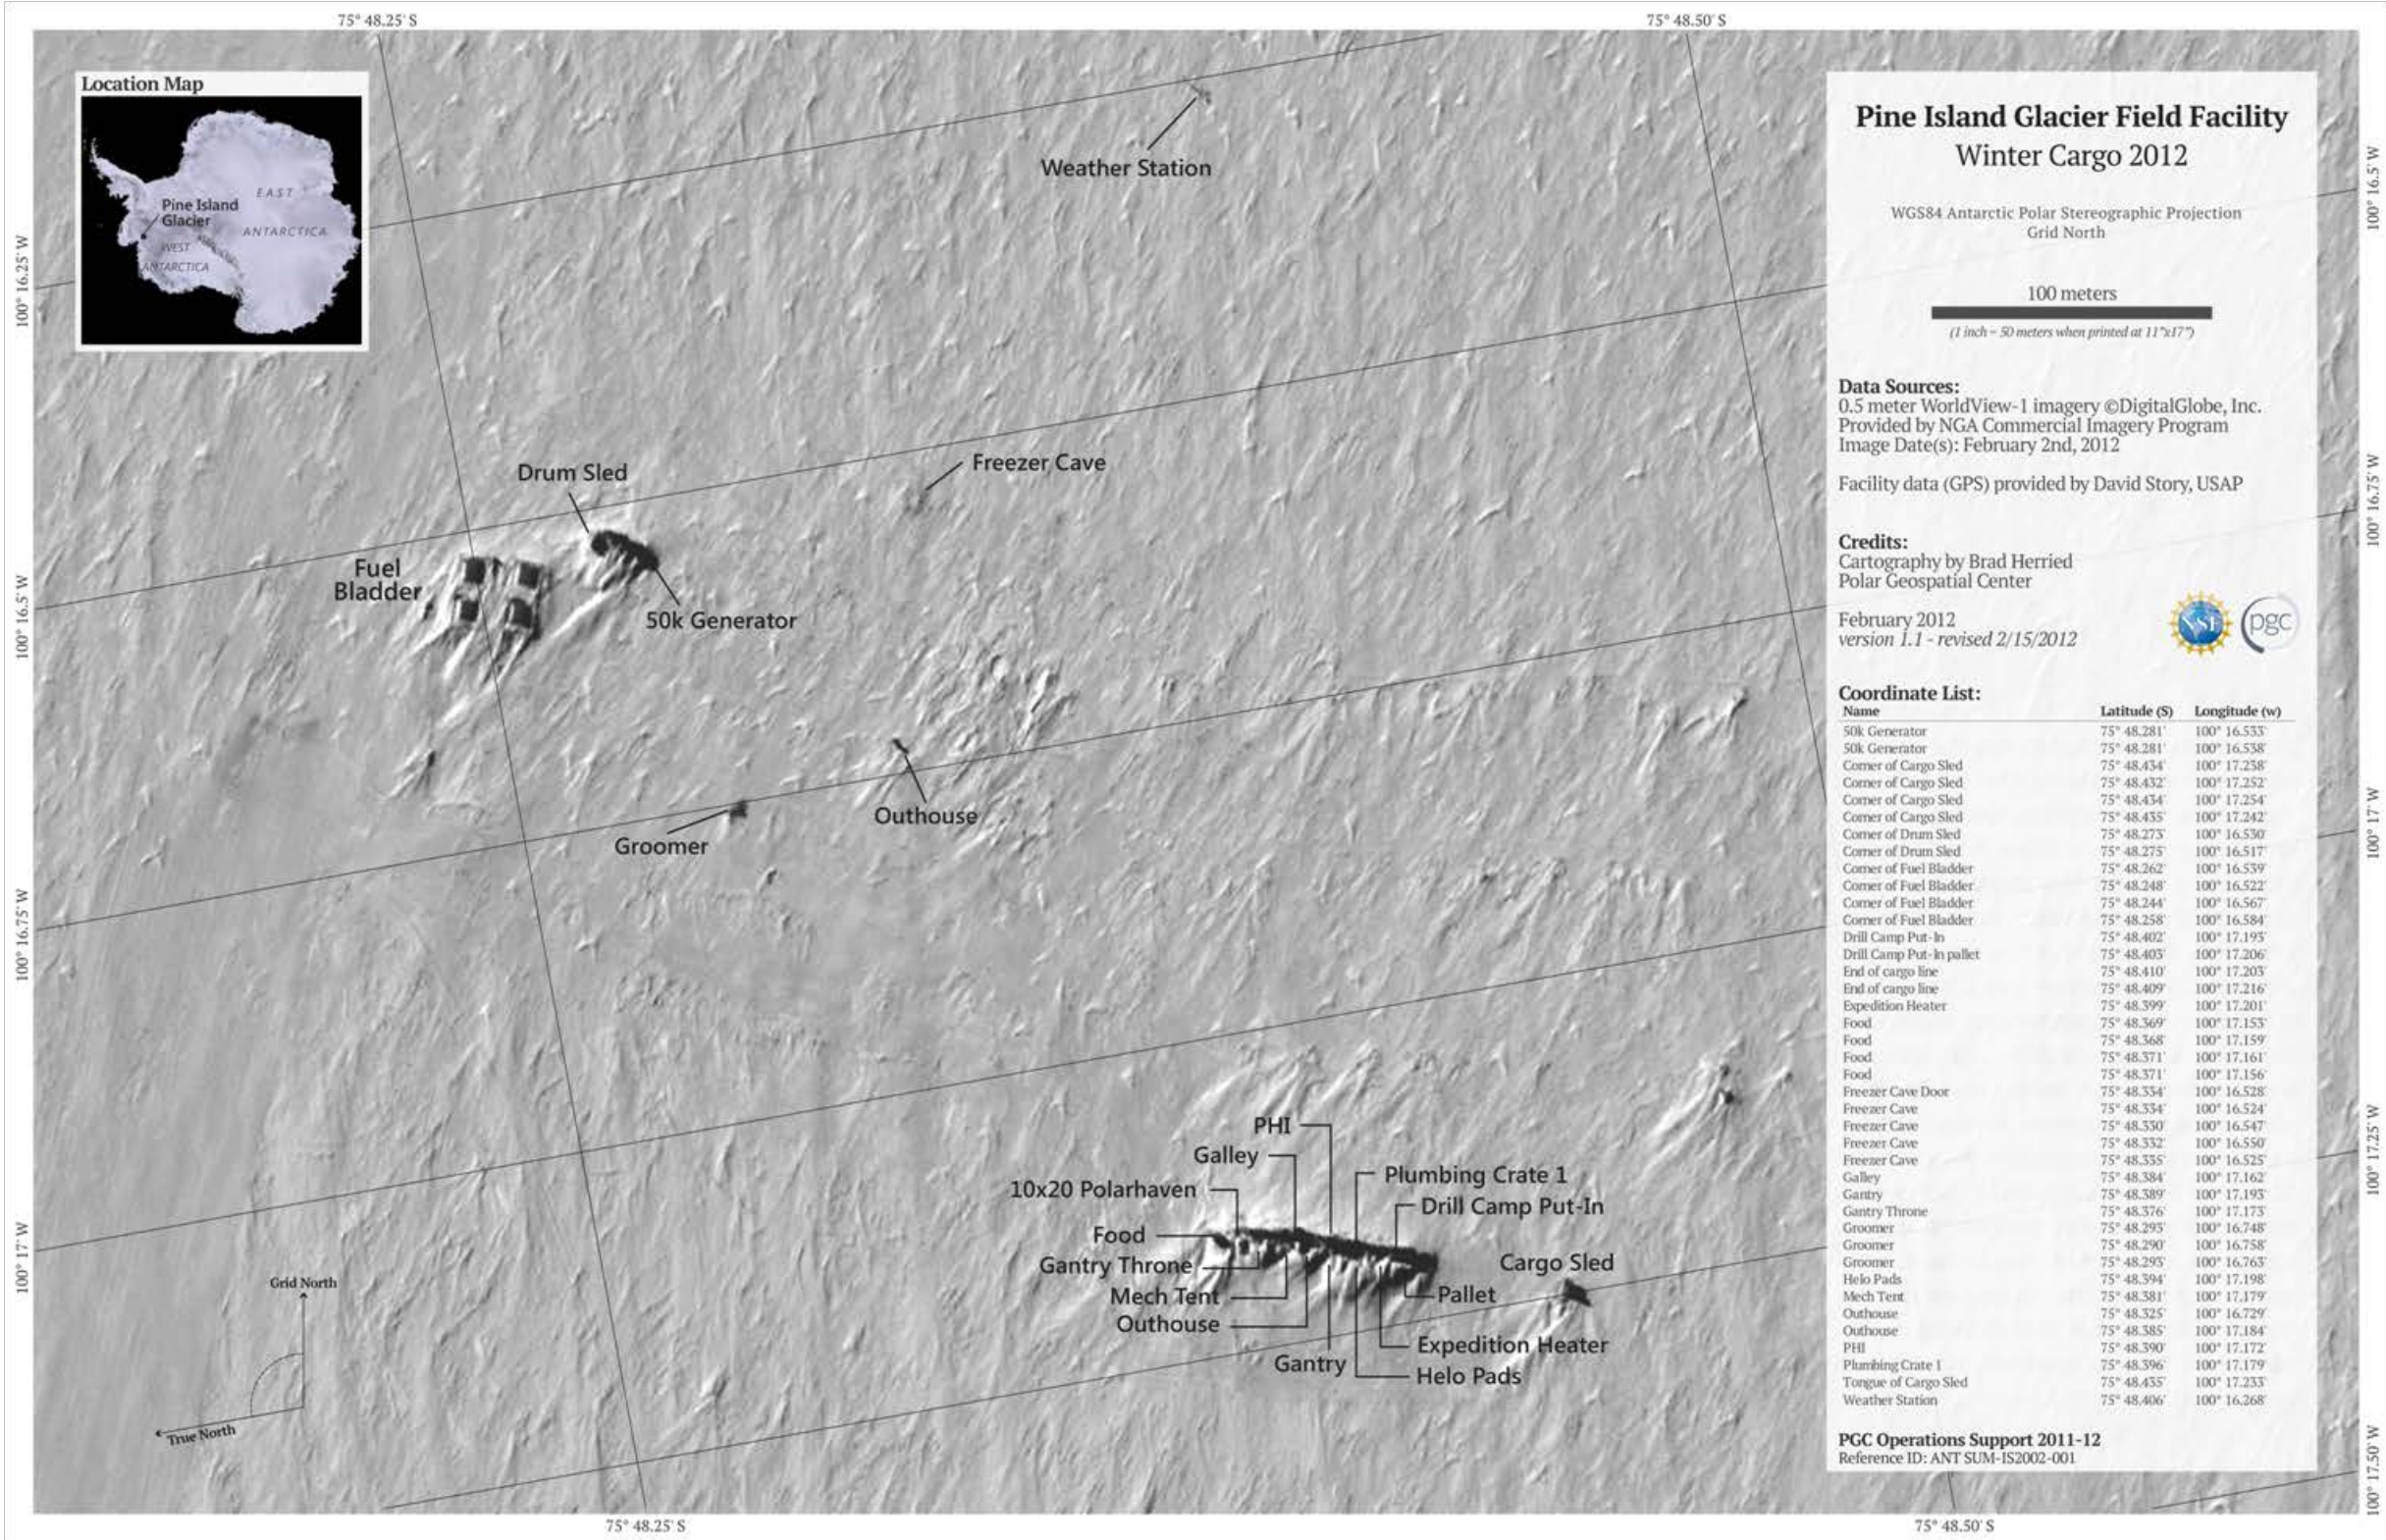 75° 48.25' S
75° 48.50' S
Location Map
EAST
ANTARCTICA
Pine Island
Glacier
WEST
ANTARCTICA
100° 16.25' W
100° 16.5' W
100° 16.75' W
100° 17' W
Weather Station
Freezer Cave
Drum Sled
Fuel
Bladder
50k Generator
Outhouse
Groomer
PHI
Galley
10x20 Polarhaven
Food
Gantry Throne
Mech Tent
Outhouse
Gantry
Plumbing Crate 1
Drill Camp Put-In
Cargo Sled
Pallet
Expedition Heater
Helo Pads
Grid North
True North
75° 48.25' S
75° 48.50' S
Pine Island Glacier Field Facility
Winter Cargo 2012
WGS84 Antarctic Polar Stereographic Projection
Grid North
100 meters
(1 inch = 50 meters when printed at 11"x17")
Data Sources:
0.5 meter WorldView-1 imagery ©DigitalGlobe, Inc.
Provided by NGA Commercial Imagery Program
Image Date(s): February 2nd, 2012
Facility data (GPS) provided by David Story, USAP
Credits:
Cartography by Brad Herried
Polar Geospatial Center
February 2012
version 1.1 - revised 2/15/2012
NSF
pgc
Coordinate List:
Name Latitude (S) Longitude (w)
50k Generator 75° 48.281' 100° 16.533'
50k Generator 75° 48.281' 100° 16.538'
Corner of Cargo Sled 75° 48.434' 100° 17.238'
Corner of Cargo Sled 75° 48.432' 100° 17.252'
Corner of Cargo Sled 75° 48.434' 100° 17.254'
Corner of Cargo Sled 75° 48.435' 100° 17.242'
Corner of Drum Sled 75° 48.273' 100° 16.530'
Corner of Drum Sled 75° 48.275' 100° 16.517'
Corner of Fuel Bladder 75° 48.262' 100° 16.539'
Corner of Fuel Bladder 75° 48.248' 100° 16.522'
Corner of Fuel Bladder 75° 48.244' 100° 16.567'
Corner of Fuel Bladder 75° 48.258' 100° 16.584'
Drill Camp Put-In 75° 48.402' 100° 17.193'
Drill Camp Put-In pallet 75° 48.403' 100° 17.206'
End of cargo line 75° 48.410' 100° 17.203'
End of cargo line 75° 48.409' 100° 17.216'
Expedition Heater 75° 48.399' 100° 17.201'
Food 75° 48.369' 100° 17.153'
Food 75° 48.368' 100° 17.159'
Food 75° 48.371' 100° 17.161'
Food 75° 48.371' 100° 17.156'
Freezer Cave Door 75° 48.334' 100° 16.528'
Freezer Cave 75° 48.334' 100° 16.524'
Freezer Cave 75° 48.330' 100° 16.547'
Freezer Cave 75° 48.332' 100° 16.550'
Freezer Cave 75° 48.335' 100° 16.525'
Galley 75° 48.384' 100° 17.162'
Gantry 75° 48.389' 100° 17.193'
Gantry Throne 75° 48.376' 100° 17.173'
Groomer 75° 48.293' 100° 16.748'
Groomer 75° 48.290' 100° 16.758'
Groomer 75° 48.293' 100° 16.763'
Helo Pads 75° 48.394' 100° 17.198'
Mech Tent 75° 48.381' 100° 17.179'
Outhouse 75° 48.325' 100° 16.729'
Outhouse 75° 48.385' 100° 17.184'
PHI 75° 48.390' 100° 17.172'
Plumbing Crate 1 75° 48.396' 100° 17.179'
Tongue of Cargo Sled 75° 48.435' 100° 17.233'
Weather Station 75° 48.406' 100° 16.268'
PGC Operations Support 2011-12
Reference ID: ANT SUM-IS2002-001
100° 16.5' W
100° 16.75' W
100° 17' W
100° 17.25' W
100° 17.50' W